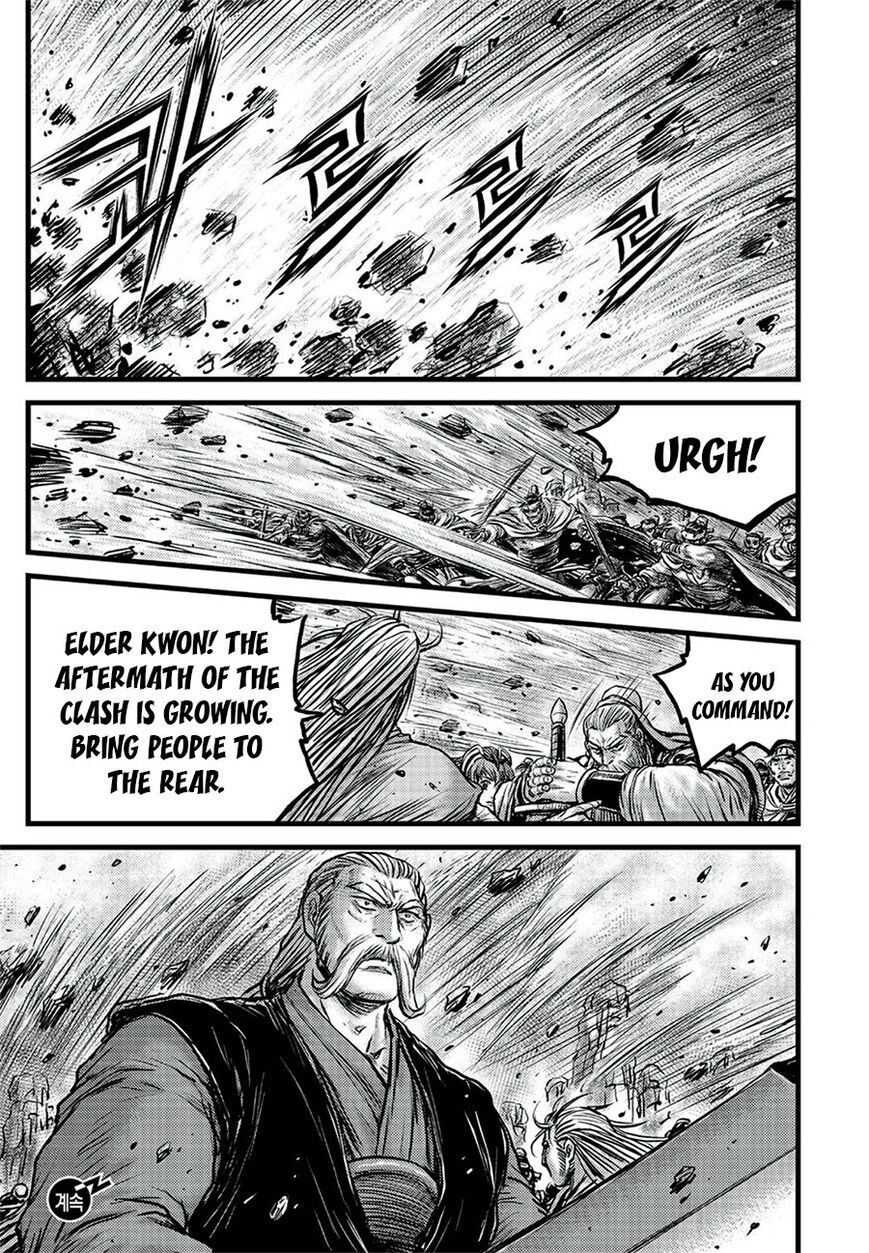 콰르르르
URGH!
ELDER KWON! THE
AFTERMATH OF THE
CLASH IS GROWING.
BRING PEOPLE TO
THE REAR.
AS YOU
COMMAND!
계속